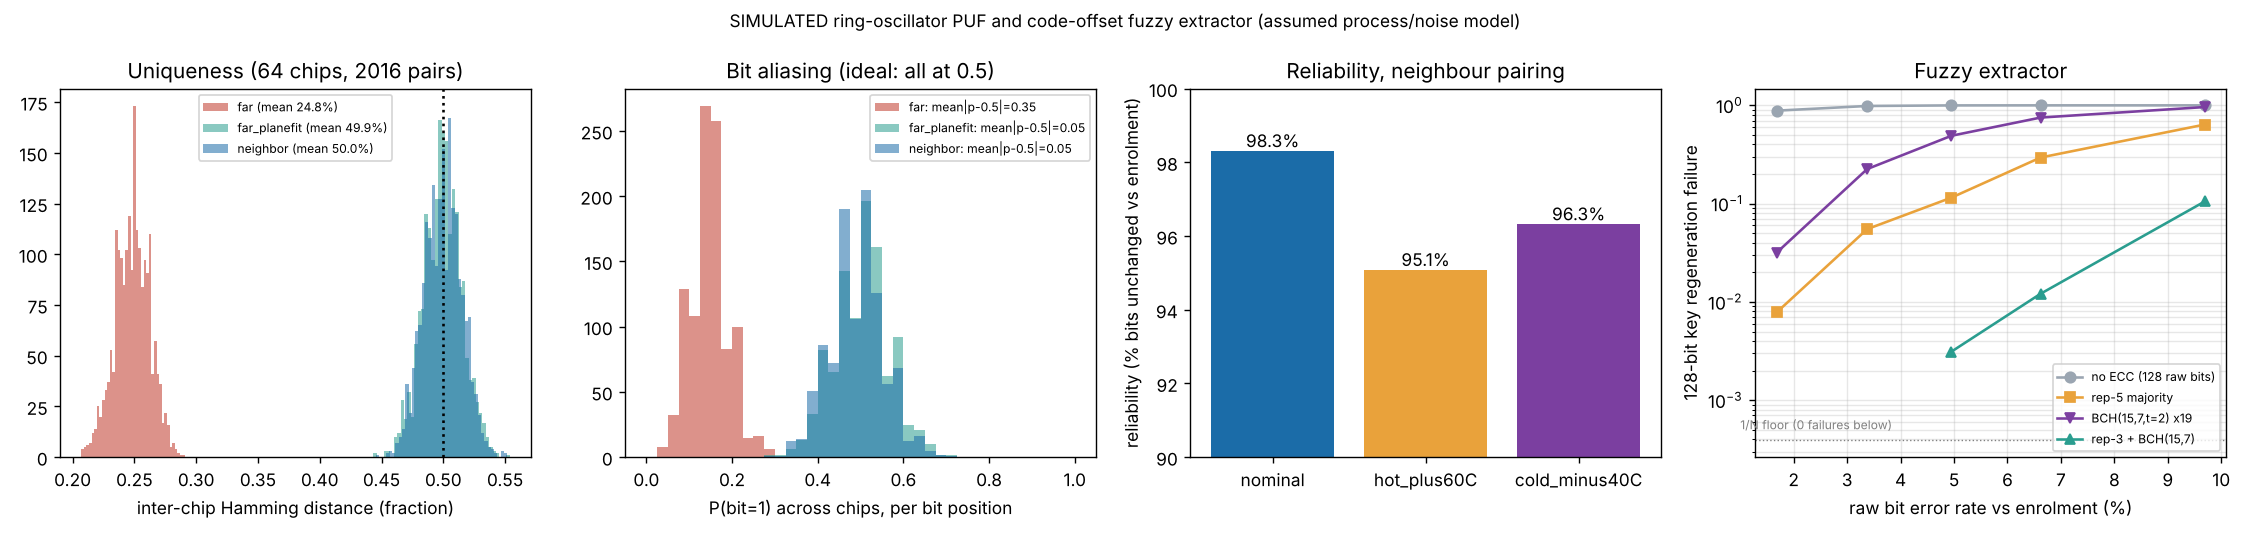 SIMULATED ring-oscillator PUF and code-offset fuzzy extractor (assumed process/noise model)
Uniqueness (64 chips, 2016 pairs)
far (mean 24.8%)
far_planefit (mean 49.9%)
neighbor (mean 50.0%)
175
150
125
100
75
50
25
0
0.20 0.25 0.30 0.35 0.40 0.45 0.50 0.55
inter-chip Hamming distance (fraction)
Bit aliasing (ideal: all at 0.5)
far: mean|p-0.5|=0.35
far_planefit: mean|p-0.5|=0.05
neighbor: mean|p-0.5|=0.05
250
200
150
100
50
0
0.0 0.2 0.4 0.6 0.8 1.0
P(bit=1) across chips, per bit position
Reliability, neighbour pairing
reliability (% bits unchanged vs enrolment)
100
98
96
94
92
90
98.3%
95.1%
96.3%
nominal hot_plus60C cold_minus40C
Fuzzy extractor
128-bit key regeneration failure
10⁰
10⁻¹
10⁻²
10⁻³
1/N floor (0 failures below)
no ECC (128 raw bits)
rep-5 majority
BCH(15,7,t=2) x19
rep-3 + BCH(15,7)
2 3 4 5 6 7 8 9 10
raw bit error rate vs enrolment (%)